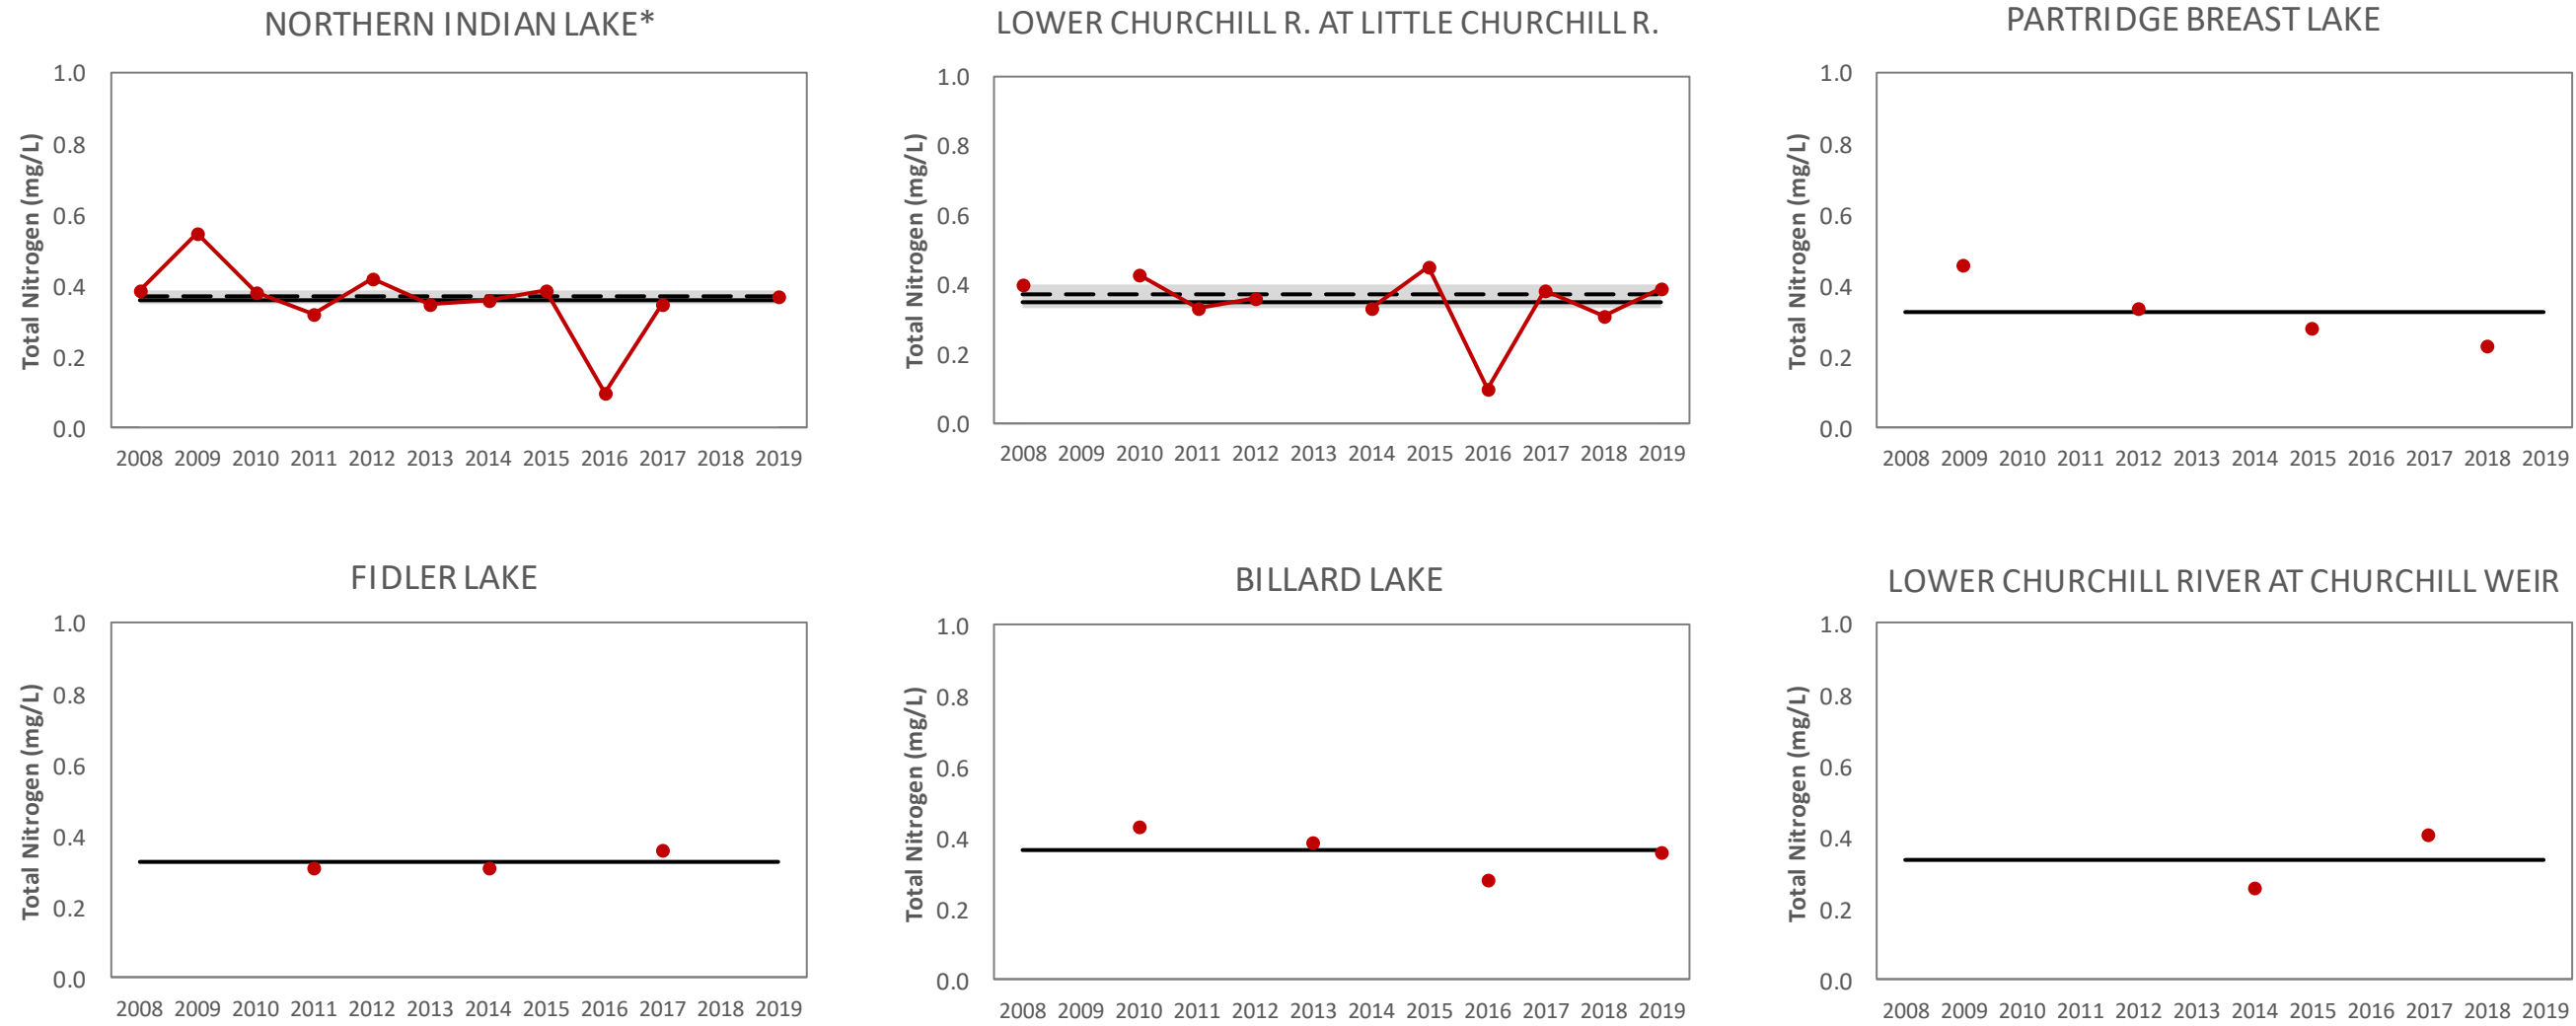 NORTHERN INDIAN LAKE*
Total Nitrogen (mg/L)
1.0
0.8
0.6
0.4
0.2
0.0
2008 2009 2010 2011 2012 2013 2014 2015 2016 2017 2018 2019
LOWER CHURCHILL R. AT LITTLE CHURCHILL R.
Total Nitrogen (mg/L)
1.0
0.8
0.6
0.4
0.2
0.0
2008 2009 2010 2011 2012 2013 2014 2015 2016 2017 2018 2019
PARTRIDGE BREAST LAKE
Total Nitrogen (mg/L)
1.0
0.8
0.6
0.4
0.2
0.0
2008 2009 2010 2011 2012 2013 2014 2015 2016 2017 2018 2019
FIDLER LAKE
Total Nitrogen (mg/L)
1.0
0.8
0.6
0.4
0.2
0.0
2008 2009 2010 2011 2012 2013 2014 2015 2016 2017 2018 2019
BILLARD LAKE
Total Nitrogen (mg/L)
1.0
0.8
0.6
0.4
0.2
0.0
2008 2009 2010 2011 2012 2013 2014 2015 2016 2017 2018 2019
LOWER CHURCHILL RIVER AT CHURCHILL WEIR
Total Nitrogen (mg/L)
1.0
0.8
0.6
0.4
0.2
0.0
2008 2009 2010 2011 2012 2013 2014 2015 2016 2017 2018 2019